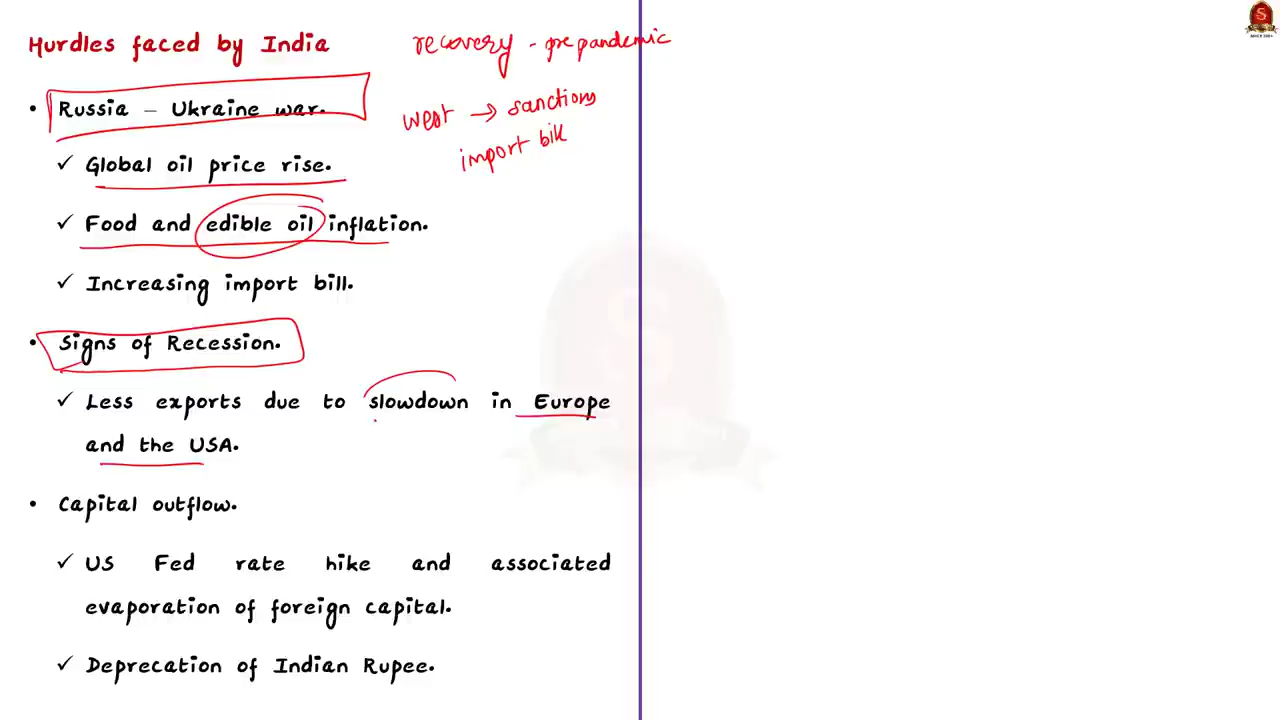 Hurdles faced by India
recovery - prepandemic
• Russia – Ukraine war.
west → sanctions
import bill
✓ Global oil price rise.
✓ Food and edible oil inflation.
✓ Increasing import bill.
• Signs of Recession.
✓ Less exports due to slowdown in Europe
and the USA.
• Capital outflow.
✓ US Fed rate hike and associated
evaporation of foreign capital.
✓ Deprecation of Indian Rupee.